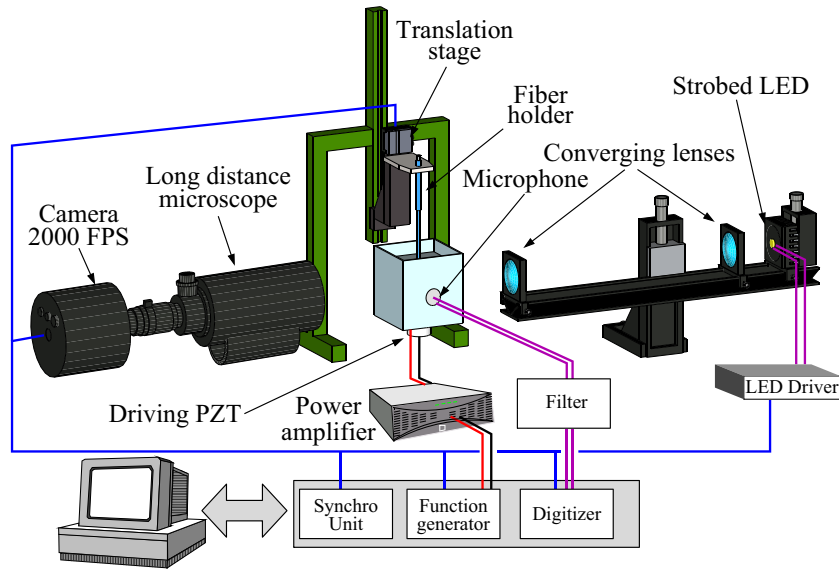 Translation
stage
Strobed LED
Fiber
holder
Converging lenses
Long distance
microscope
Microphone
Camera
2000 FPS
LED Driver
Driving PZT
Power
amplifier
Filter
Synchro
Unit
Function
generator
Digitizer